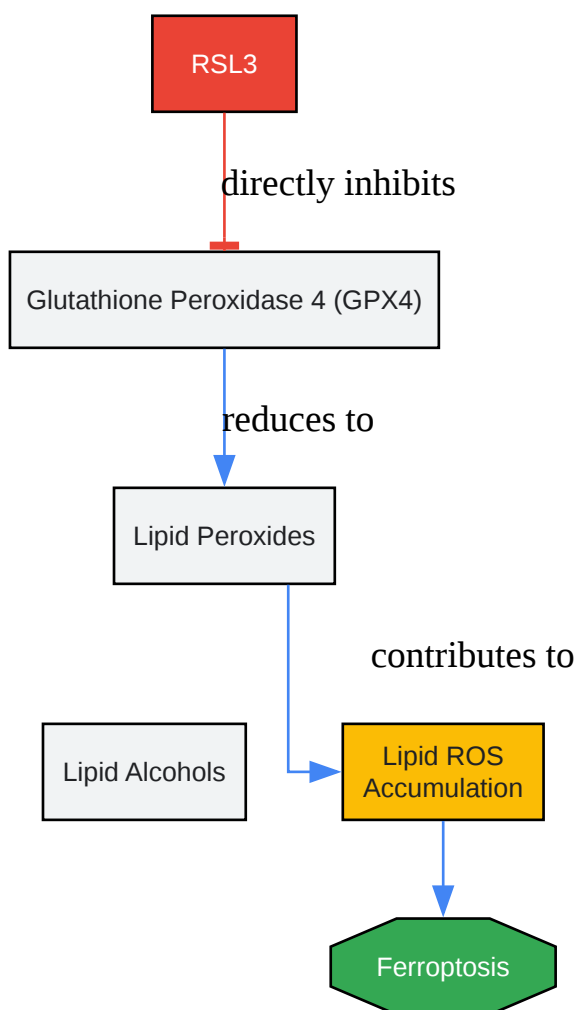 RSL3
directly inhibits
Glutathione Peroxidase 4 (GPX4)
reduces to
Lipid Peroxides
contributes to
Lipid Alcohols
Lipid ROS
Accumulation
Ferroptosis